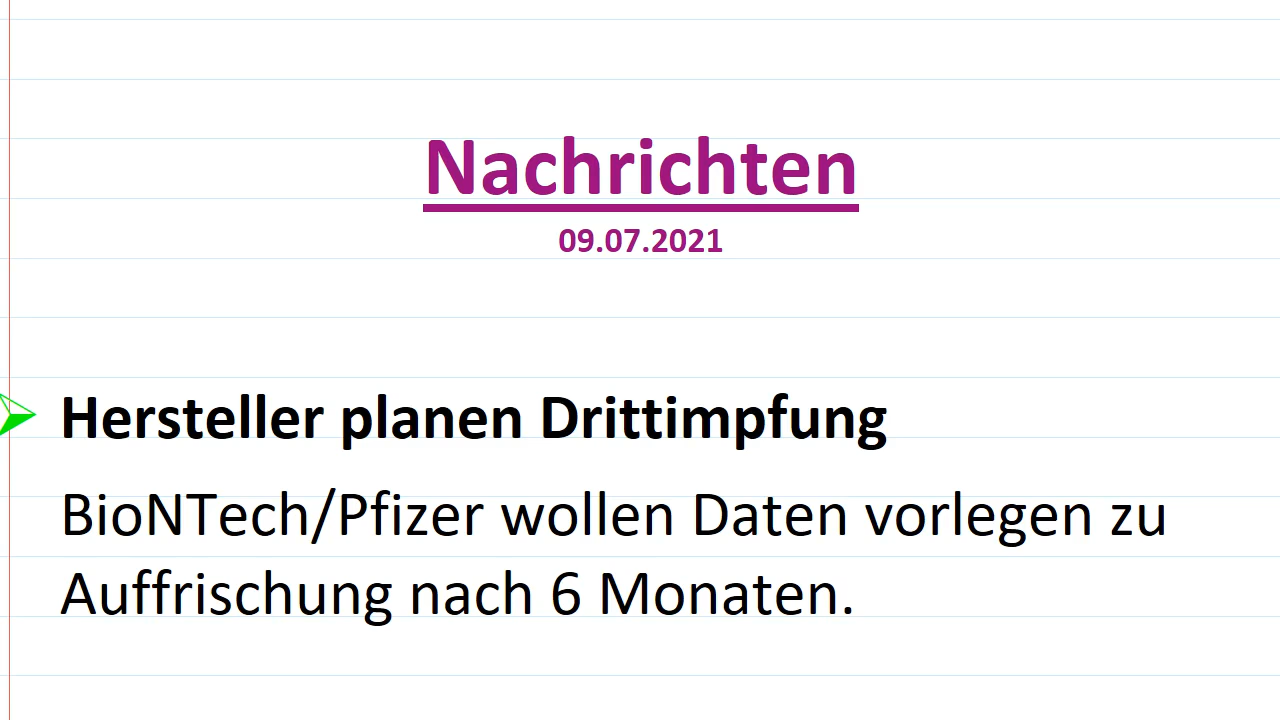 Nachrichten
09.07.2021
Hersteller planen Drittimpfung
BioNTech/Pfizer wollen Daten vorlegen zu
Auffrischung nach 6 Monaten.